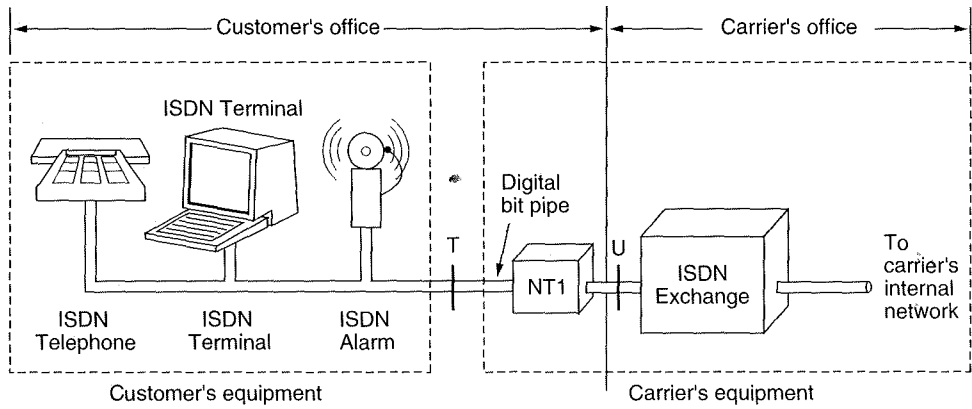 Customer's office
Carrier's office
ISDN Terminal
Digital
bit pipe
T
U
NT1
ISDN
Exchange
To
carrier's
internal
network
ISDN
Telephone
ISDN
Terminal
ISDN
Alarm
Customer's equipment
Carrier's equipment